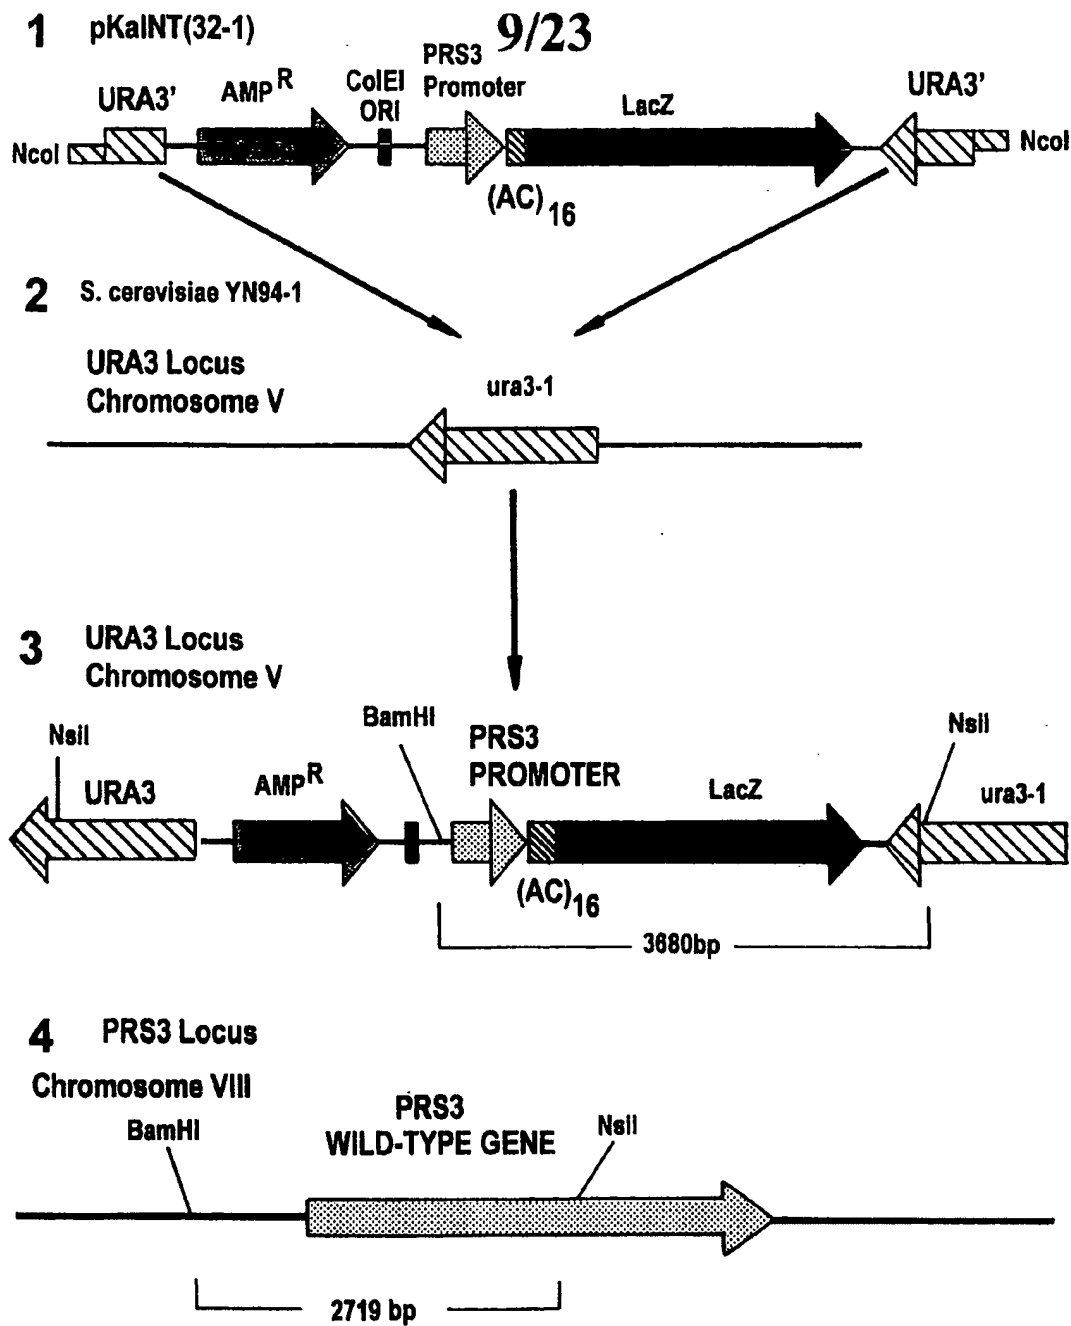 1 pKaINT(32-1) 9/23
URA3' AMP R ColEI ORI PRS3 Promoter LacZ URA3'
NcoI NcoI
(AC)16
2 S. cerevisiae YN94-1
URA3 Locus
Chromosome V
ura3-1
3 URA3 Locus
Chromosome V
BamHI
NsiI
PRS3
PROMOTER
NsiI
URA3
AMPR
LacZ
ura3-1
(AC)16
3680bp
4 PRS3 Locus
Chromosome VIII
BamHI
PRS3
WILD-TYPE GENE
NsiI
2719 bp